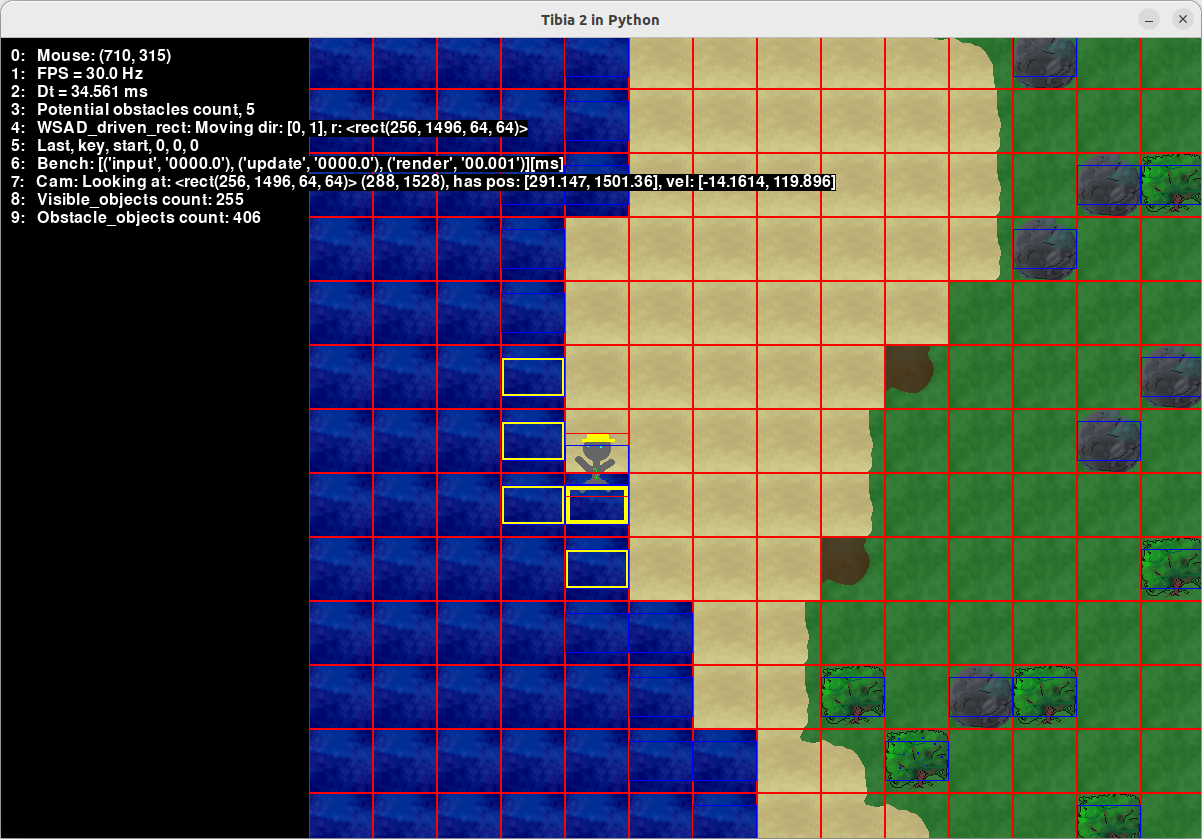 Tibia 2 in Python
0: Mouse: (710, 315)
1: FPS = 30.0 Hz
2: Dt = 34.561 ms
3: Potential obstacles count, 5
4: WSAD_driven_rect: Moving dir: [0, 1], r: <rect(256, 1496, 64, 64)>
5: Last, key, start, 0, 0, 0
6: Bench: [('input', '0000.0'), ('update', '0000.0'), ('render', '00.001')][ms]
7: Cam: Looking at: <rect(256, 1496, 64, 64)> (288, 1528), has pos: [291.147, 1501.36], vel: [-14.1614, 119.896]
8: Visible_objects count: 255
9: Obstacle_objects count: 406